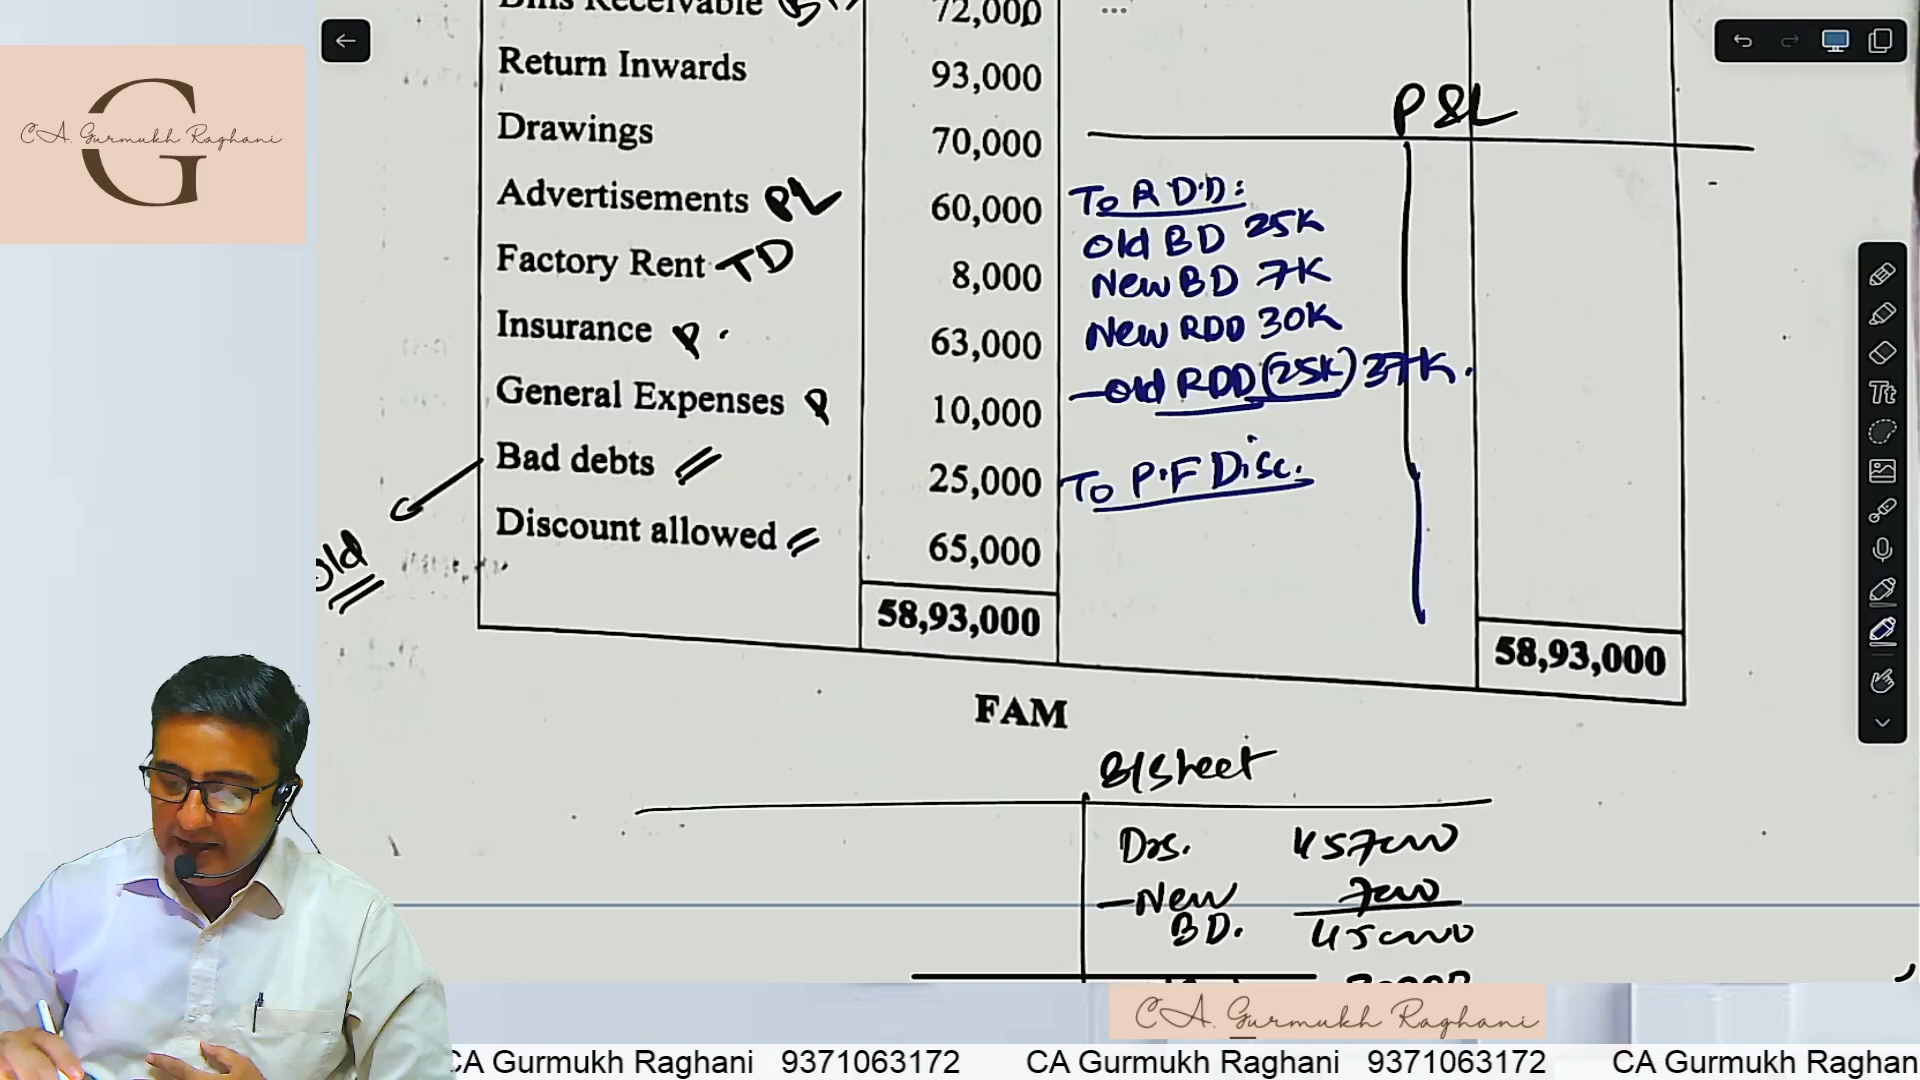 G
CA. Gurmukh Raghani
Bills Receivable
72,000
Return Inwards 93,000
Drawings 70,000
Advertisements PL 60,000
Factory Rent TD 8,000
Insurance P. 63,000
General Expenses P 10,000
Bad debts 25,000
Discount allowed 65,000
58,93,000
58,93,000
Old
P&L
To R.D.D:
Old BD 25K
New BD 7K
New RDD 30K
-Old RDD (25K) 37K.
To P.F Disc.
FAM
B/Sheet
Drs. 457000
-New 7000
BD. 450000
Tt
CA. Gurmukh Raghani
CA Gurmukh Raghani 9371063172 CA Gurmukh Raghani 9371063172 CA Gurmukh Raghan